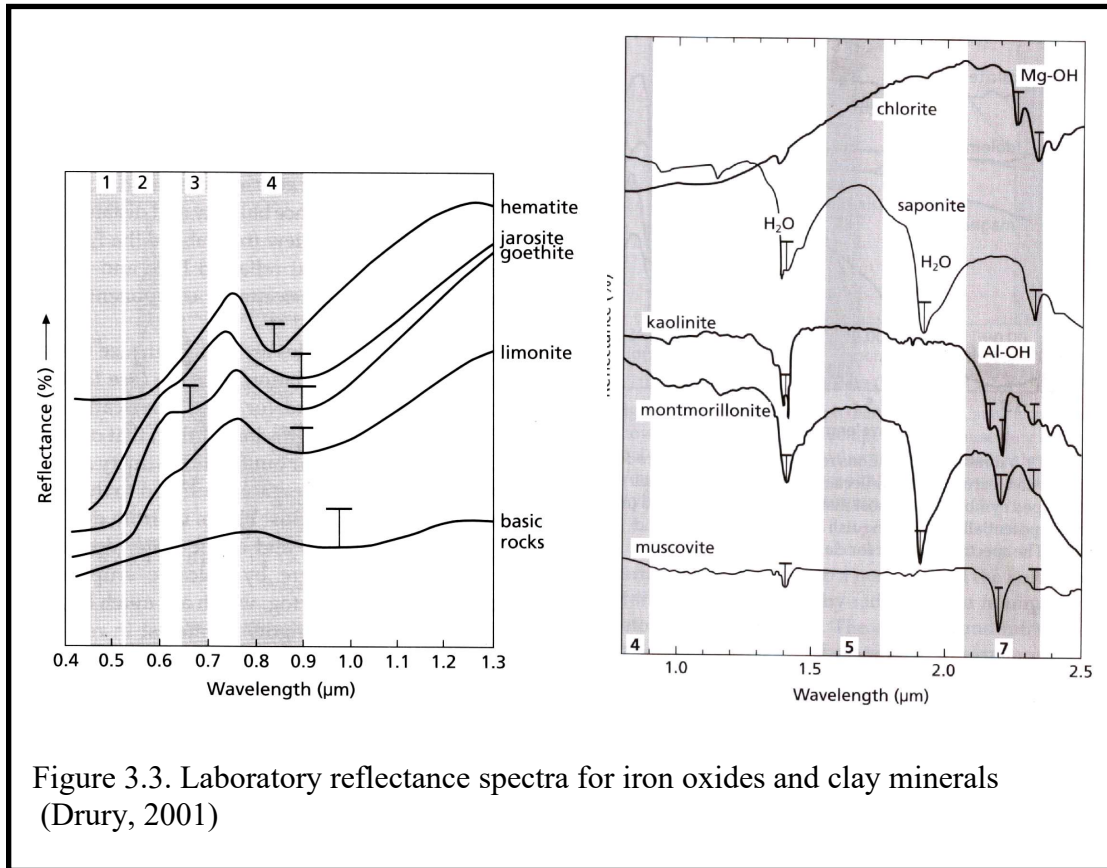 1 2 3 4
hematite
jarosite
goethite
limonite
basic
rocks
Reflectance (%)
0.4 0.5 0.6 0.7 0.8 0.9 1.0 1.1 1.2 1.3
Wavelength (µm)
Mg-OH
chlorite
saponite
H₂O
H₂O
kaolinite
Al-OH
montmorillonite
muscovite
4 5 7
1.0 1.5 2.0 2.5
Wavelength (µm)
Figure 3.3. Laboratory reflectance spectra for iron oxides and clay minerals
(Drury, 2001)